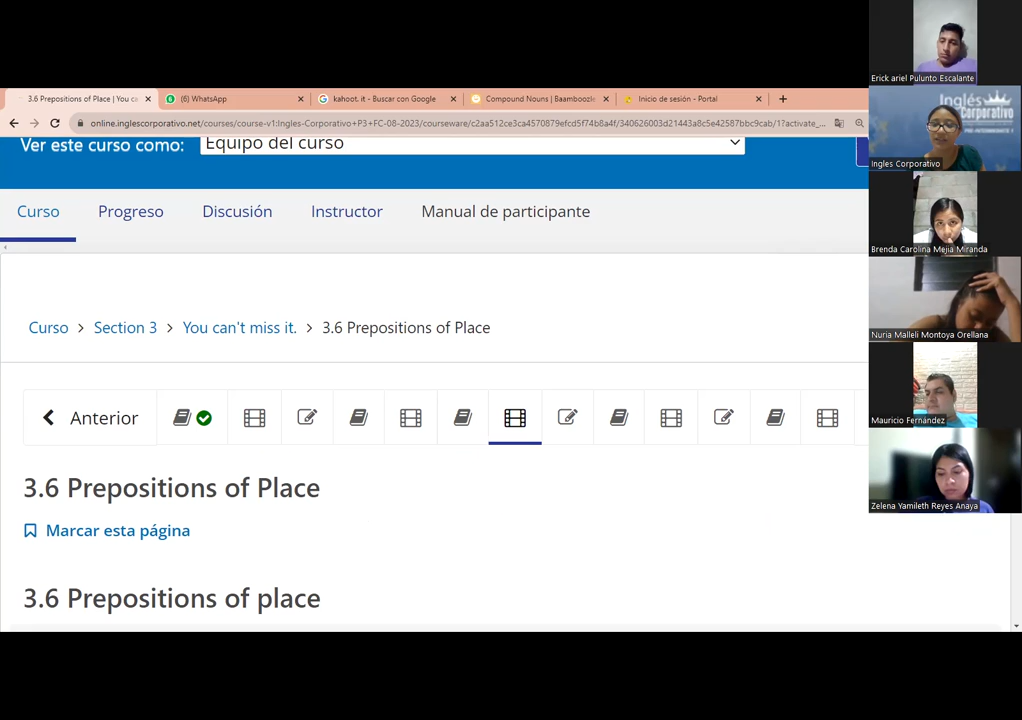 3.6 Prepositions of Place | You ca
(6) WhatsApp
kahoot. it - Buscar con Google
Compound Nouns | Baamboozle
Inicio de sesión - Portal
online.inglescorporativo.net/courses/course-v1:Ingles-Corporativo+P3+FC-08-2023/courseware/c2aa512ce3ca4570879efcd5f74b8a4f/340626003d21443a8c5e42587bbc9cab/1?activate_...
Ver este curso como:
Equipo del curso
Curso
Progreso
Discusión
Instructor
Manual de participante
Curso > Section 3 > You can't miss it. > 3.6 Prepositions of Place
Anterior
3.6 Prepositions of Place
Marcar esta página
3.6 Prepositions of place
Erick ariel Pulunto Escalante
Inglés
Corporativo
Ingles Corporativo
Brenda Carolina Mejia Miranda
Nuria Malleli Montoya Orellana
Mauricio Fernández
Zelena Yamileth Reyes Anaya